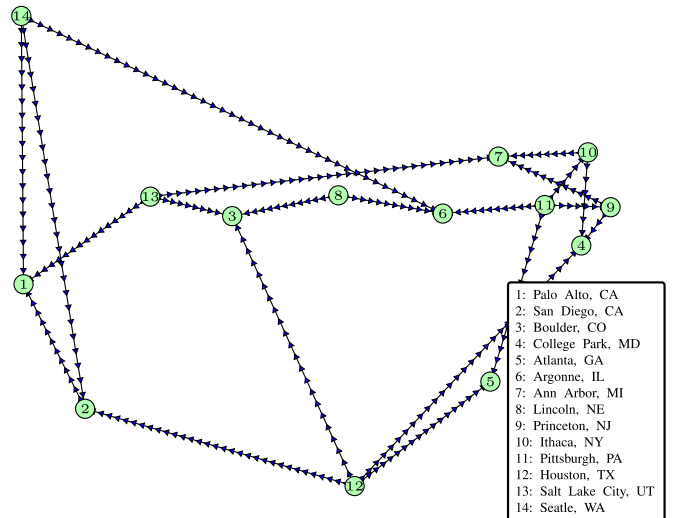 14
7
10
13
8
3
6
11
9
4
1
5
2
12
1: Palo Alto, CA
2: San Diego, CA
3: Boulder, CO
4: College Park, MD
5: Atlanta, GA
6: Argonne, IL
7: Ann Arbor, MI
8: Lincoln, NE
9: Princeton, NJ
10: Ithaca, NY
11: Pittsburgh, PA
12: Houston, TX
13: Salt Lake City, UT
14: Seatle, WA